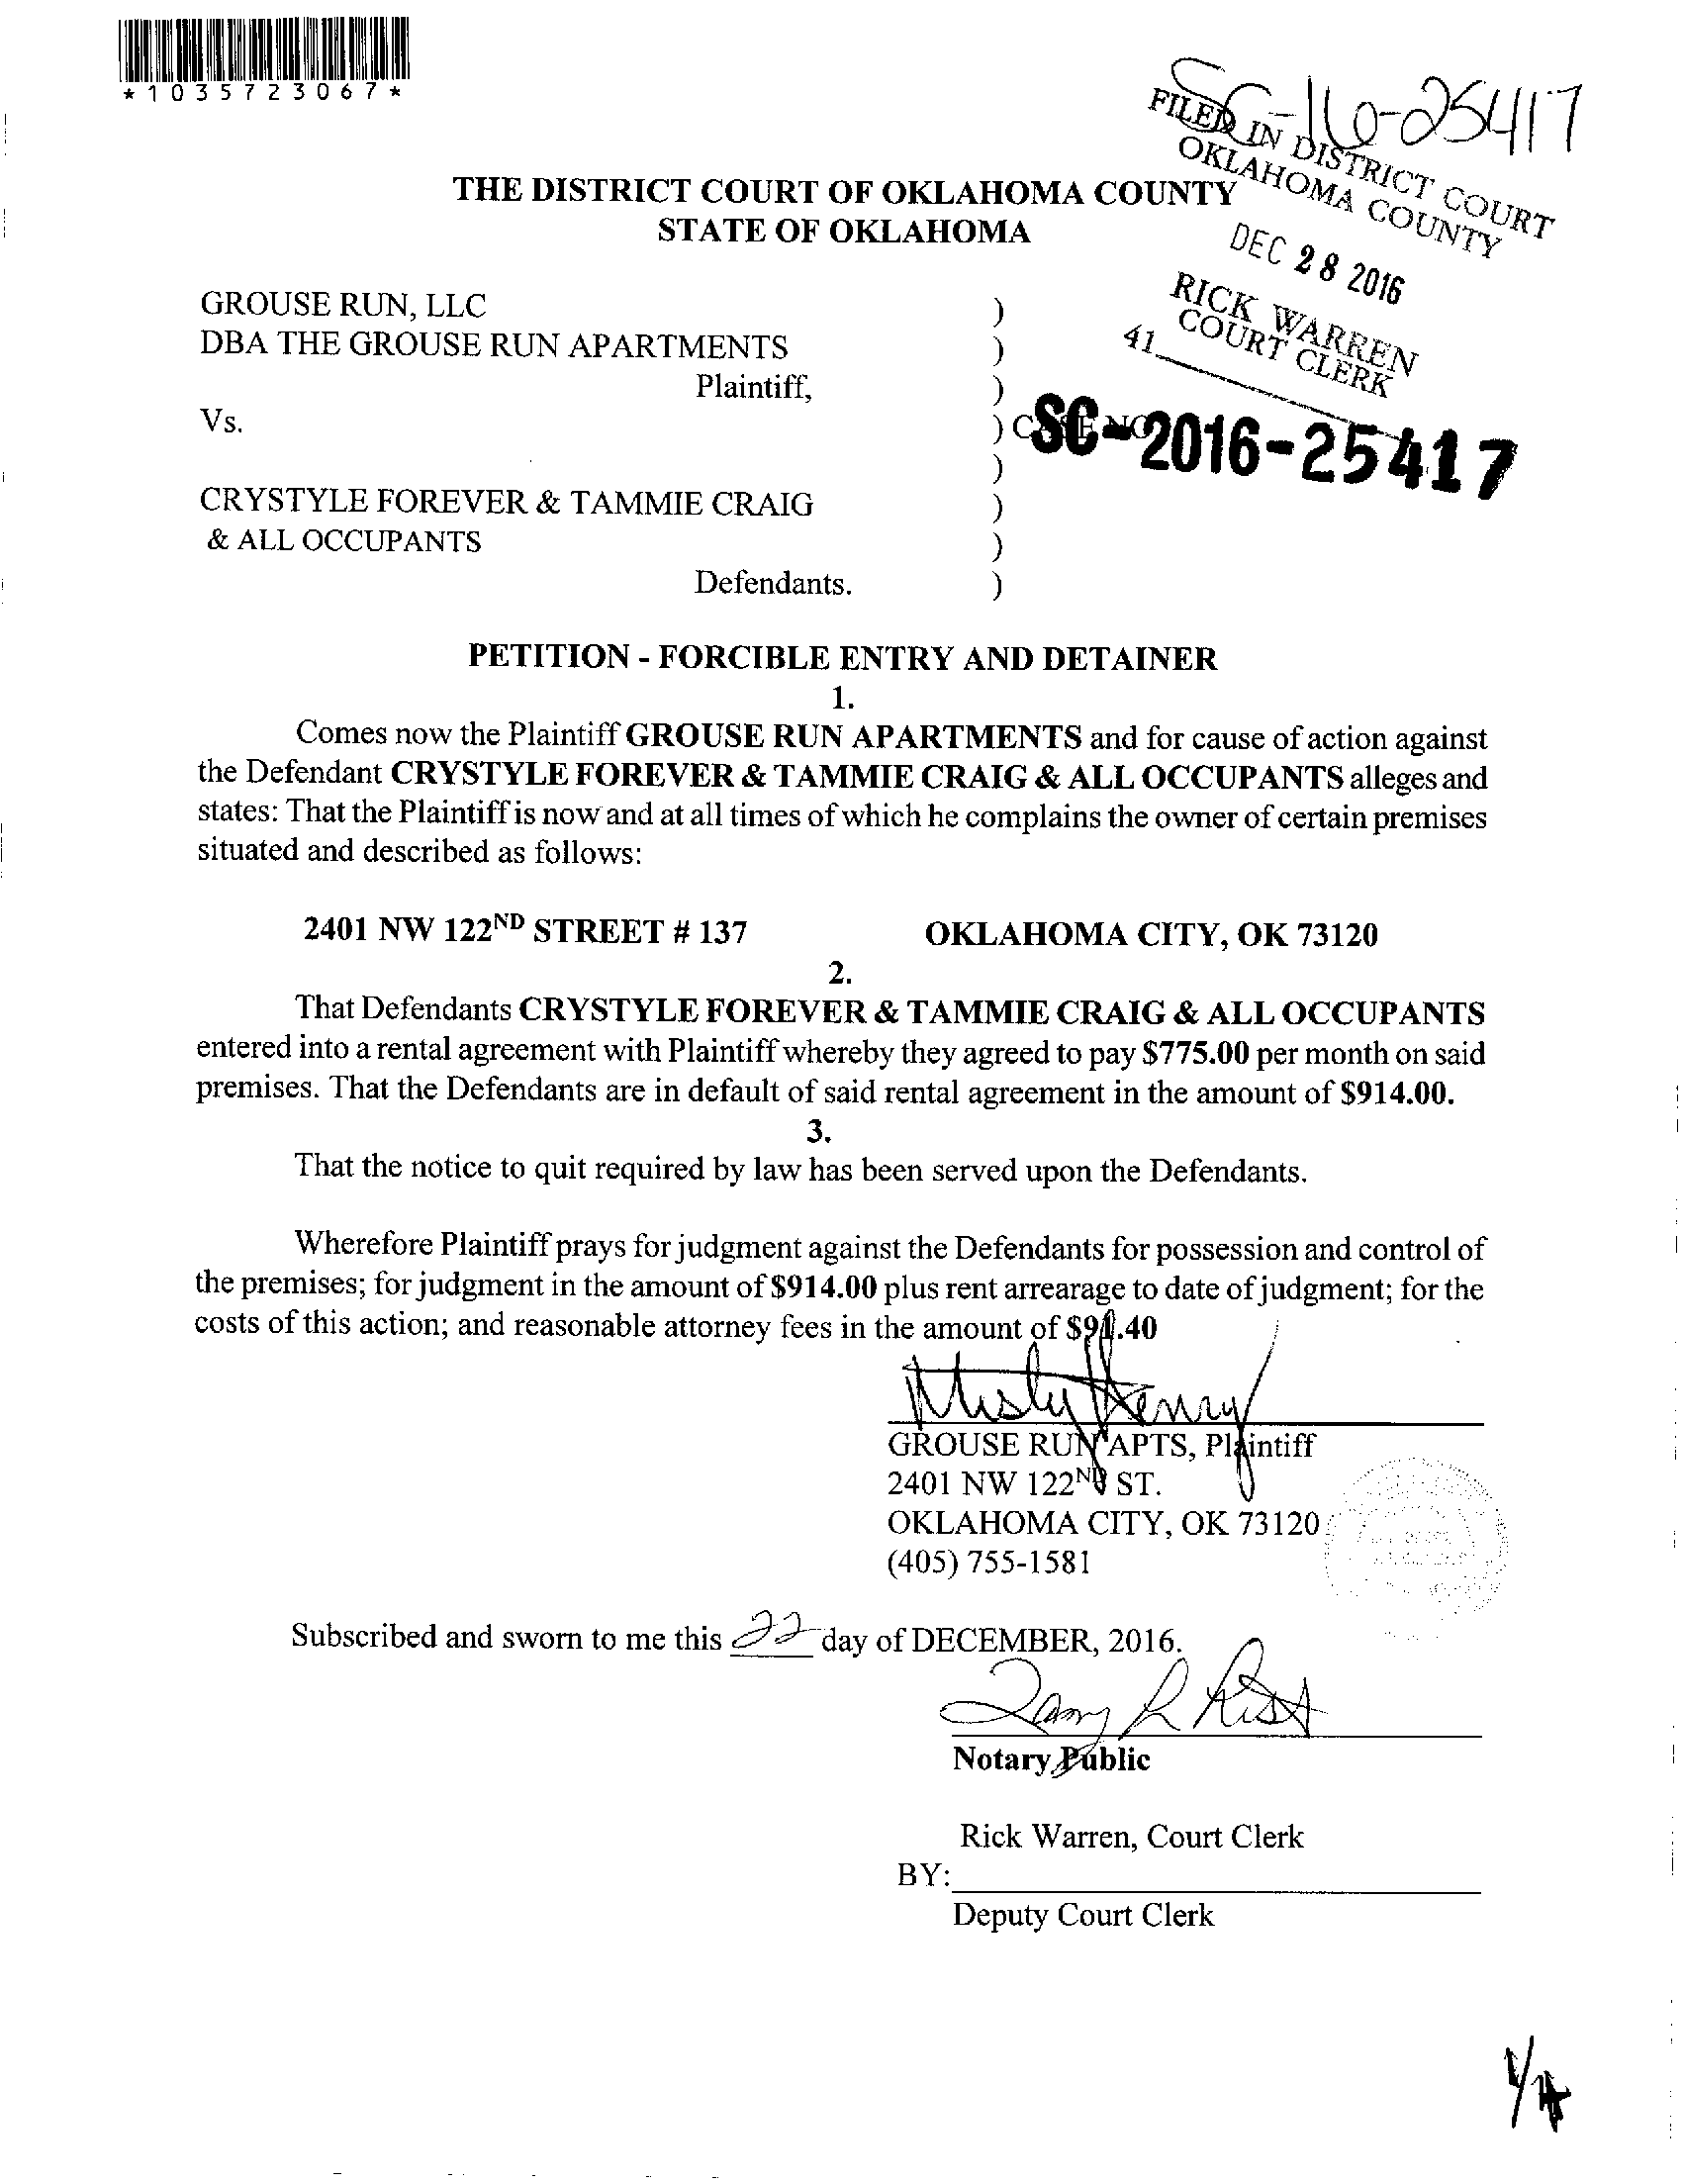 *1035723067*
SC-16-25417
FILED IN DISTRICT COURT
OKLAHOMA COUNTY
DEC 28 2016
RICK WARREN
COURT CLERK
41
THE DISTRICT COURT OF OKLAHOMA COUNTY
STATE OF OKLAHOMA
GROUSE RUN, LLC )
DBA THE GROUSE RUN APARTMENTS )
Plaintiff, )
Vs. ) CASE NO
SC-2016-25417
)
CRYSTYLE FOREVER & TAMMIE CRAIG )
& ALL OCCUPANTS )
Defendants. )
PETITION - FORCIBLE ENTRY AND DETAINER
1.
Comes now the Plaintiff GROUSE RUN APARTMENTS and for cause of action against
the Defendant CRYSTYLE FOREVER & TAMMIE CRAIG & ALL OCCUPANTS alleges and
states: That the Plaintiff is now and at all times of which he complains the owner of certain premises
situated and described as follows:
2401 NW 122ND STREET # 137 OKLAHOMA CITY, OK 73120
2.
That Defendants CRYSTYLE FOREVER & TAMMIE CRAIG & ALL OCCUPANTS
entered into a rental agreement with Plaintiff whereby they agreed to pay $775.00 per month on said
premises. That the Defendants are in default of said rental agreement in the amount of $914.00.
3.
That the notice to quit required by law has been served upon the Defendants.
Wherefore Plaintiff prays for judgment against the Defendants for possession and control of
the premises; for judgment in the amount of $914.00 plus rent arrearage to date of judgment; for the
costs of this action; and reasonable attorney fees in the amount of $91.40
Misty Henry
GROUSE RUN APTS, Plaintiff
2401 NW 122ND ST.
OKLAHOMA CITY, OK 73120
(405) 755-1581
Subscribed and sworn to me this 22 day of DECEMBER, 2016.
Notary Public
Rick Warren, Court Clerk
BY:
Deputy Court Clerk